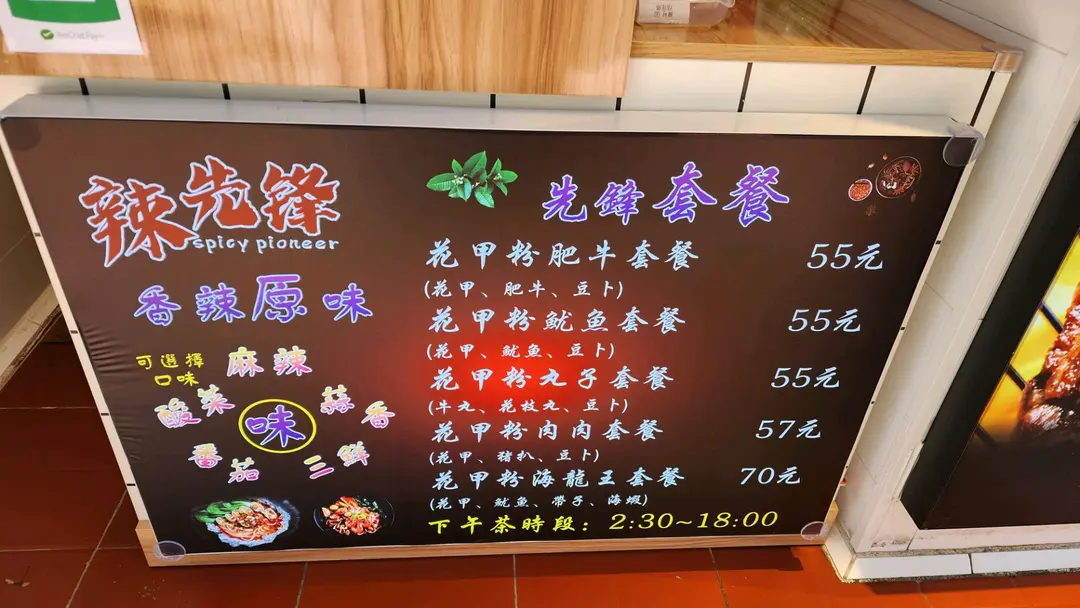 WeChat Pay
辣先鋒
spicy pioneer
香辣原味
可選擇
口味
麻辣
酸菜
蒜香
味
番茄
三鮮
先鋒套餐
花甲粉肥牛套餐 55元
(花甲、肥牛、豆卜)
花甲粉魷魚套餐 55元
(花甲、魷魚、豆卜)
花甲粉丸子套餐 55元
(牛丸、花枝丸、豆卜)
花甲粉肉肉套餐 57元
(花甲、豬扒、豆卜)
花甲粉海龍王套餐 70元
(花甲、魷魚、帶子、海蝦)
下午茶時段: 2:30~18:00